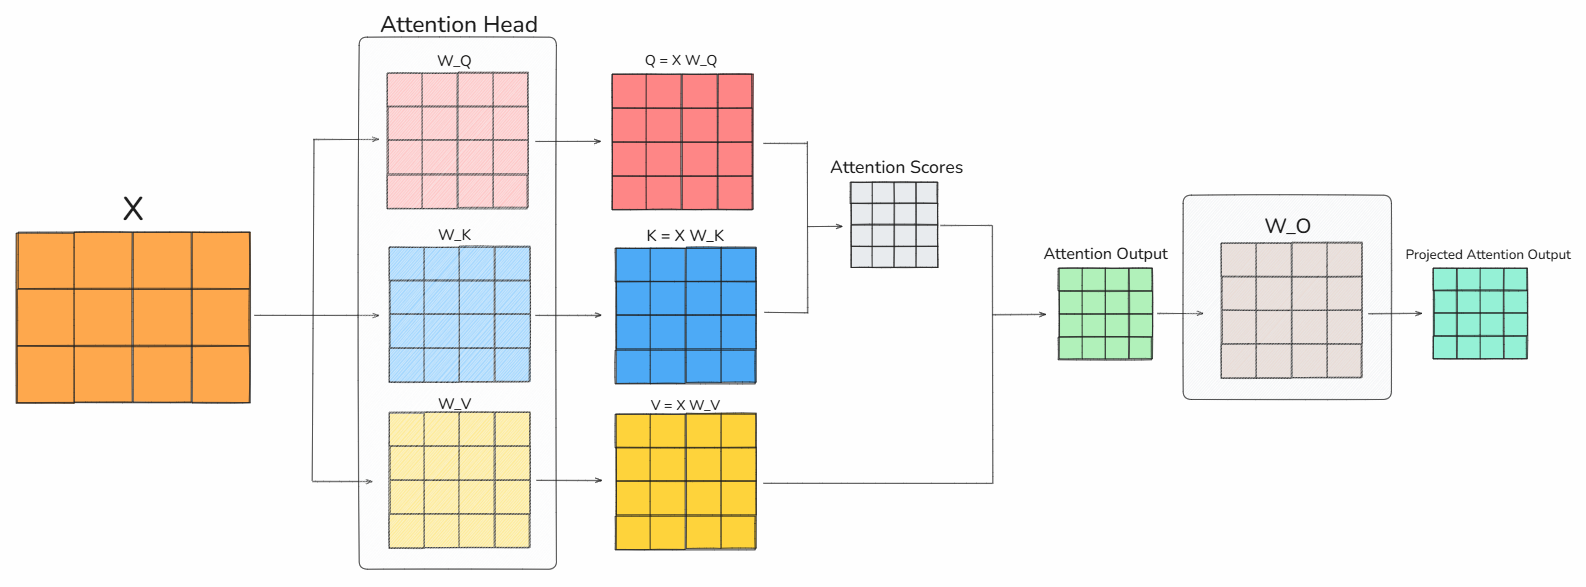 Attention Head
W_Q
Q = X W_Q
Attention Scores
X
W_K
K = X W_K
W_O
Attention Output
Projected Attention Output
W_V
V = X W_V